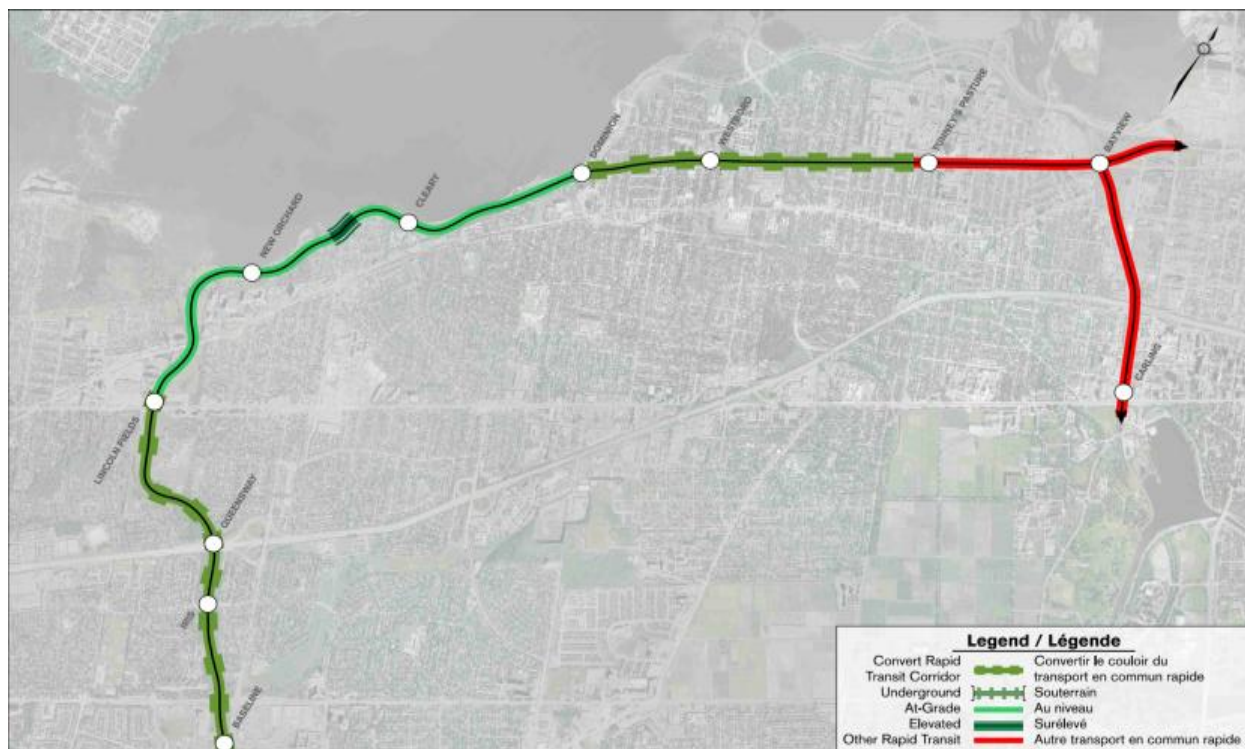 DOMINION
WESTBORO
TUNNEY'S PASTURE
BAYVIEW
CLEARY
NEW ORCHARD
CARLING
LINCOLN FIELDS
QUEENSWAY
IRIS
BASELINE
Legend / Légende
Convert Rapid Transit Corridor
Convertir le couloir du transport en commun rapide
Underground Souterrain
At-Grade Au niveau
Elevated Surélevé
Other Rapid Transit Autre transport en commun rapide